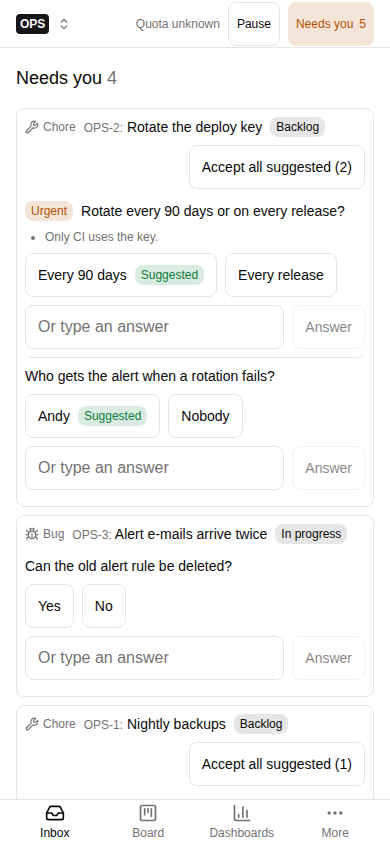 OPS Quota unknown Pause Needs you 5
Needs you 4
Chore OPS-2: Rotate the deploy key Backlog
Accept all suggested (2)
Urgent Rotate every 90 days or on every release?
• Only CI uses the key.
Every 90 days Suggested Every release
Or type an answer Answer
Who gets the alert when a rotation fails?
Andy Suggested Nobody
Or type an answer Answer
Bug OPS-3: Alert e-mails arrive twice In progress
Can the old alert rule be deleted?
Yes No
Or type an answer Answer
Chore OPS-1: Nightly backups Backlog
Accept all suggested (1)
Inbox Board Dashboards More